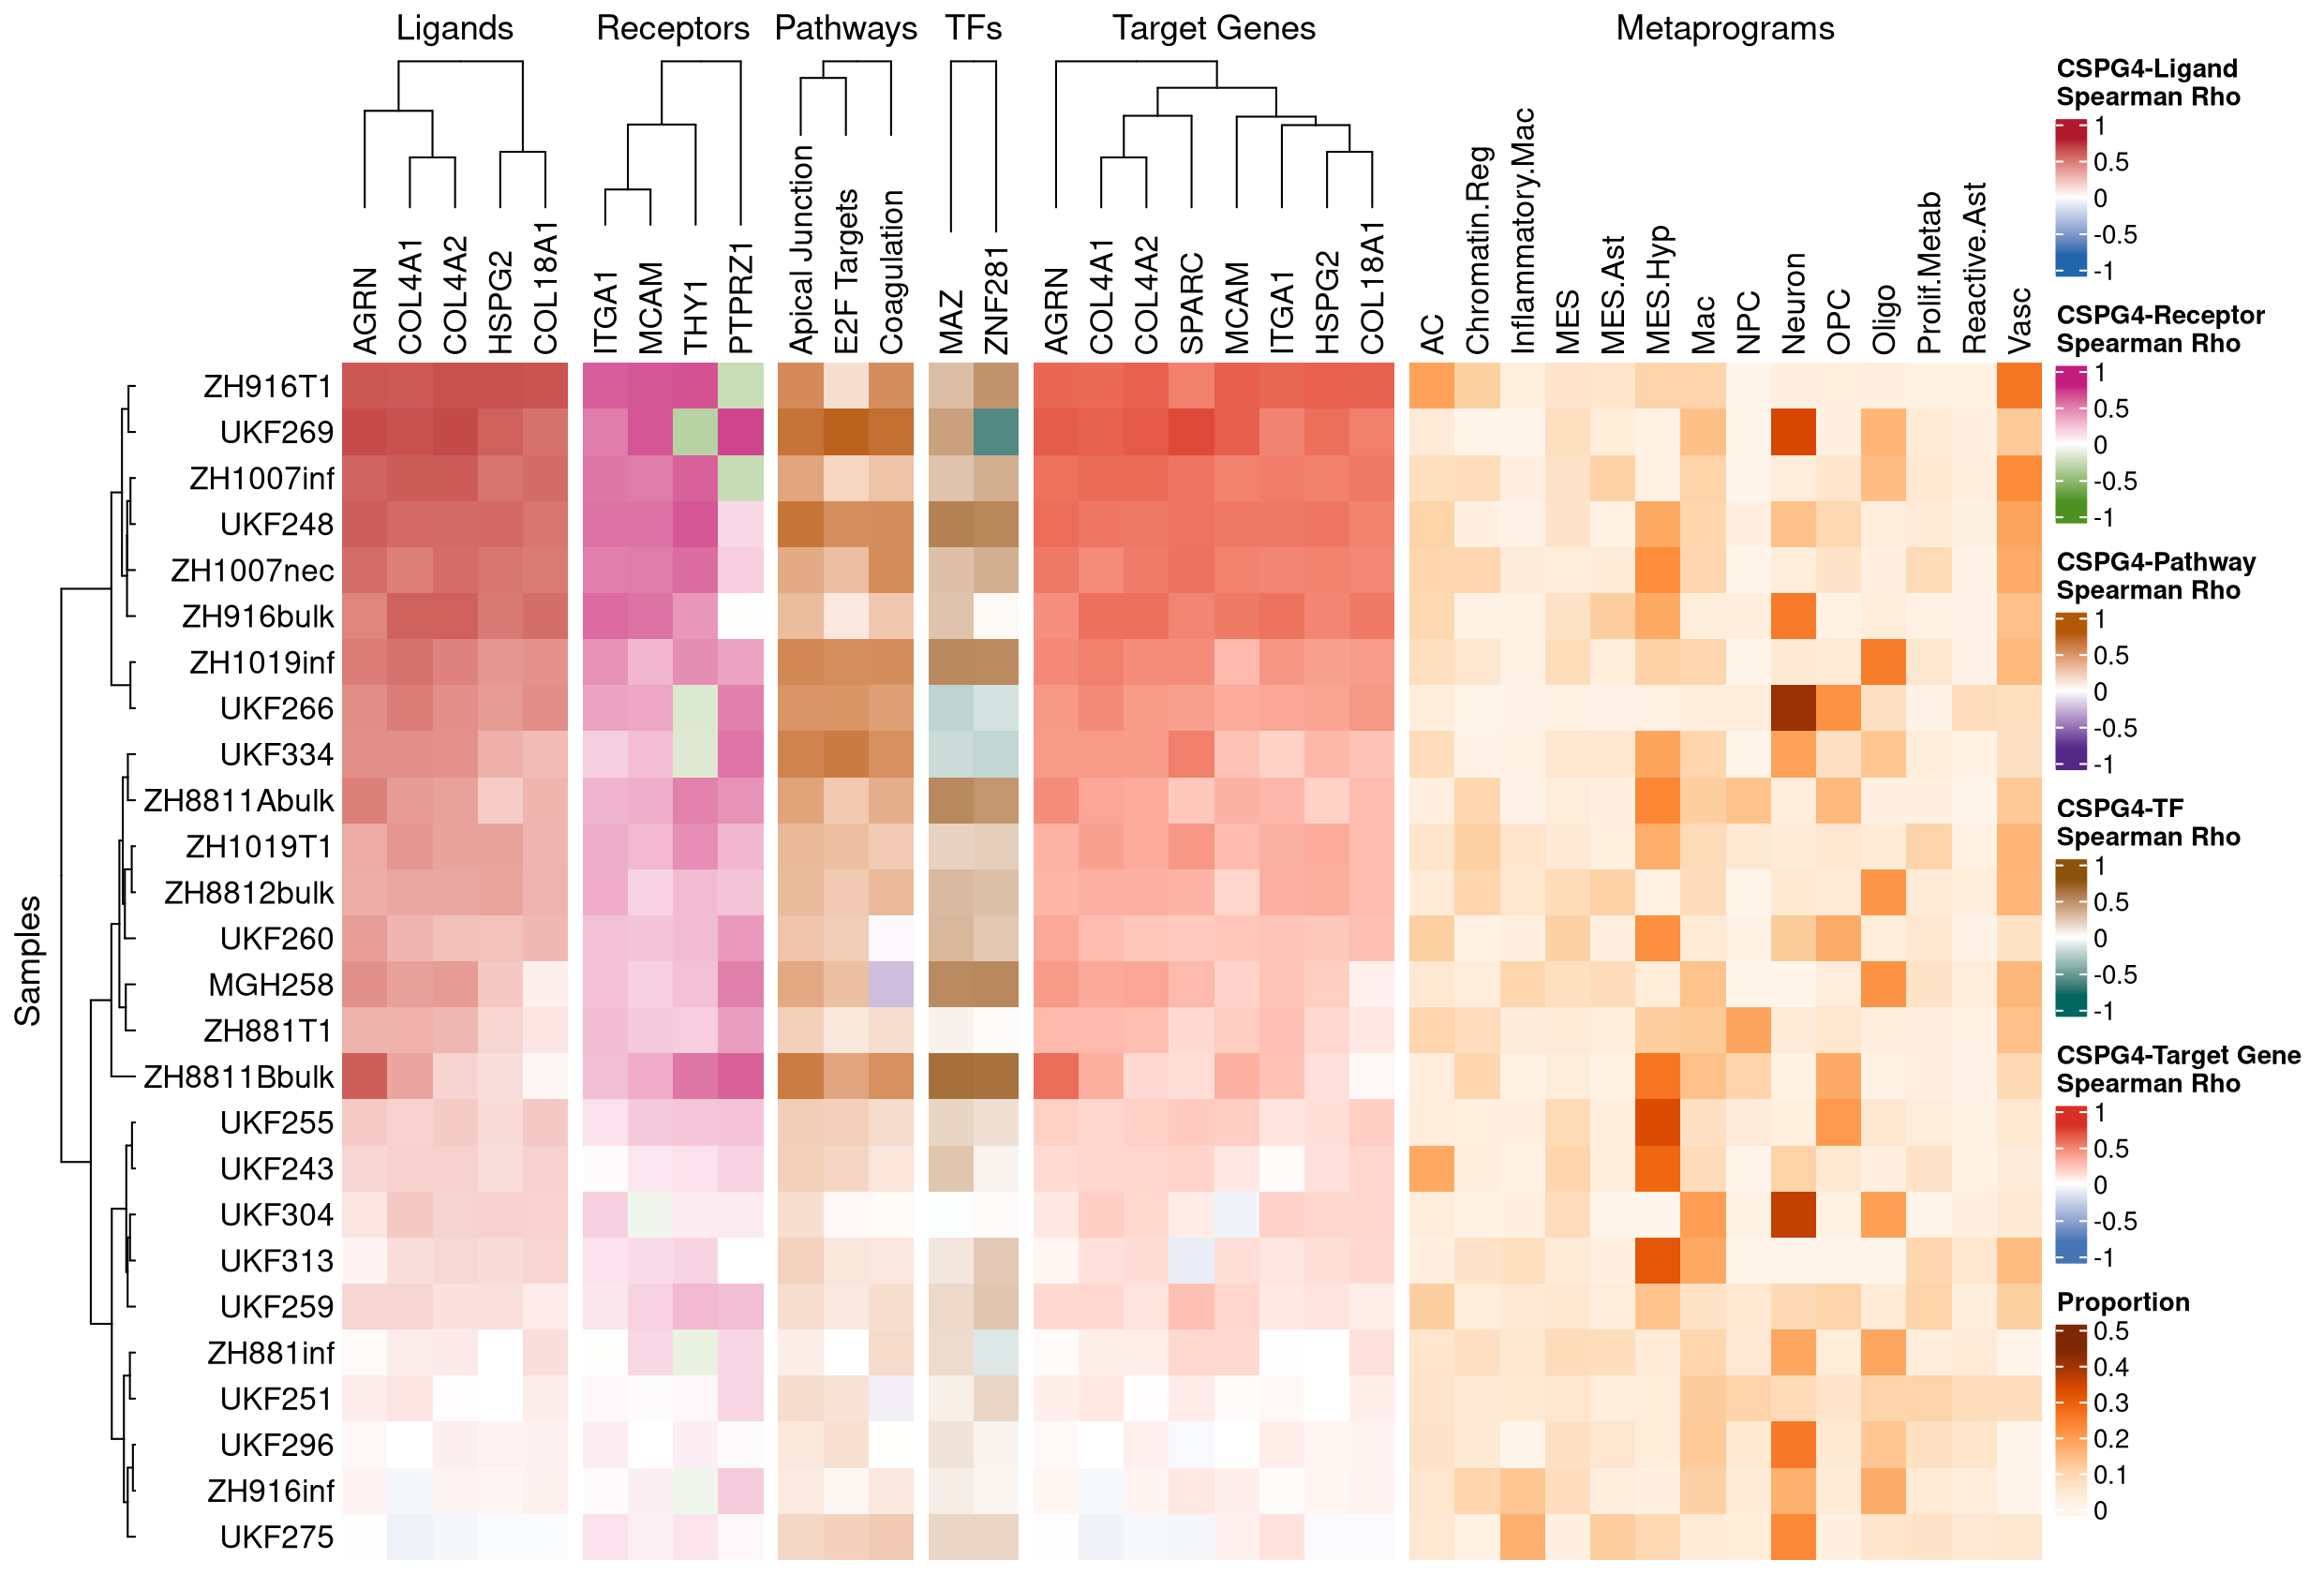 Ligands
Receptors
Pathways
TFs
Target Genes
Metaprograms
AGRN
COL4A1
COL4A2
HSPG2
COL18A1
ITGA1
MCAM
THY1
PTPRZ1
Apical Junction
E2F Targets
Coagulation
MAZ
ZNF281
AGRN
COL4A1
COL4A2
SPARC
MCAM
ITGA1
HSPG2
COL18A1
AC
Chromatin.Reg
Inflammatory.Mac
MES
MES.Ast
MES.Hyp
Mac
NPC
Neuron
OPC
Oligo
Prolif.Metab
Reactive.Ast
Vasc
Samples
ZH916T1
UKF269
ZH1007inf
UKF248
ZH1007nec
ZH916bulk
ZH1019inf
UKF266
UKF334
ZH8811Abulk
ZH1019T1
ZH8812bulk
UKF260
MGH258
ZH881T1
ZH8811Bbulk
UKF255
UKF243
UKF304
UKF313
UKF259
ZH881inf
UKF251
UKF296
ZH916inf
UKF275
CSPG4-Ligand
Spearman Rho
1
0.5
0
-0.5
-1
CSPG4-Receptor
Spearman Rho
1
0.5
0
-0.5
-1
CSPG4-Pathway
Spearman Rho
1
0.5
0
-0.5
-1
CSPG4-TF
Spearman Rho
1
0.5
0
-0.5
-1
CSPG4-Target Gene
Spearman Rho
1
0.5
0
-0.5
-1
Proportion
0.5
0.4
0.3
0.2
0.1
0